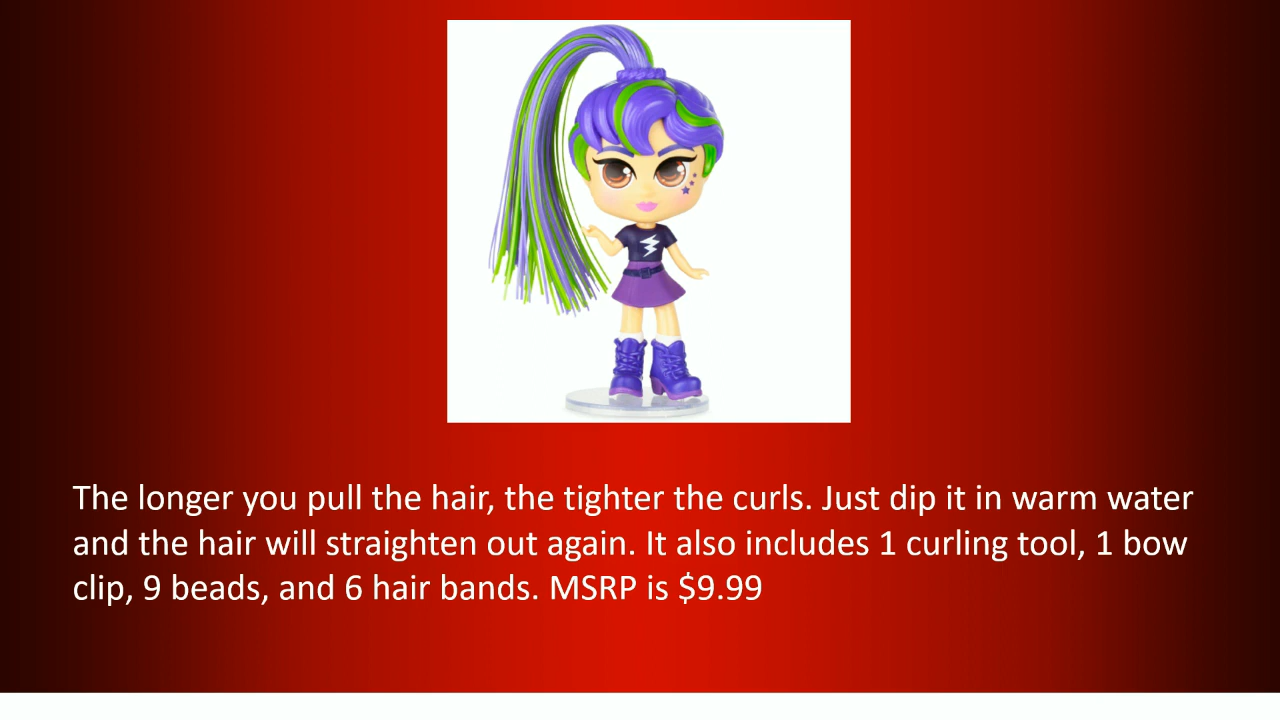 The longer you pull the hair, the tighter the curls. Just dip it in warm water
and the hair will straighten out again. It also includes 1 curling tool, 1 bow
clip, 9 beads, and 6 hair bands. MSRP is $9.99